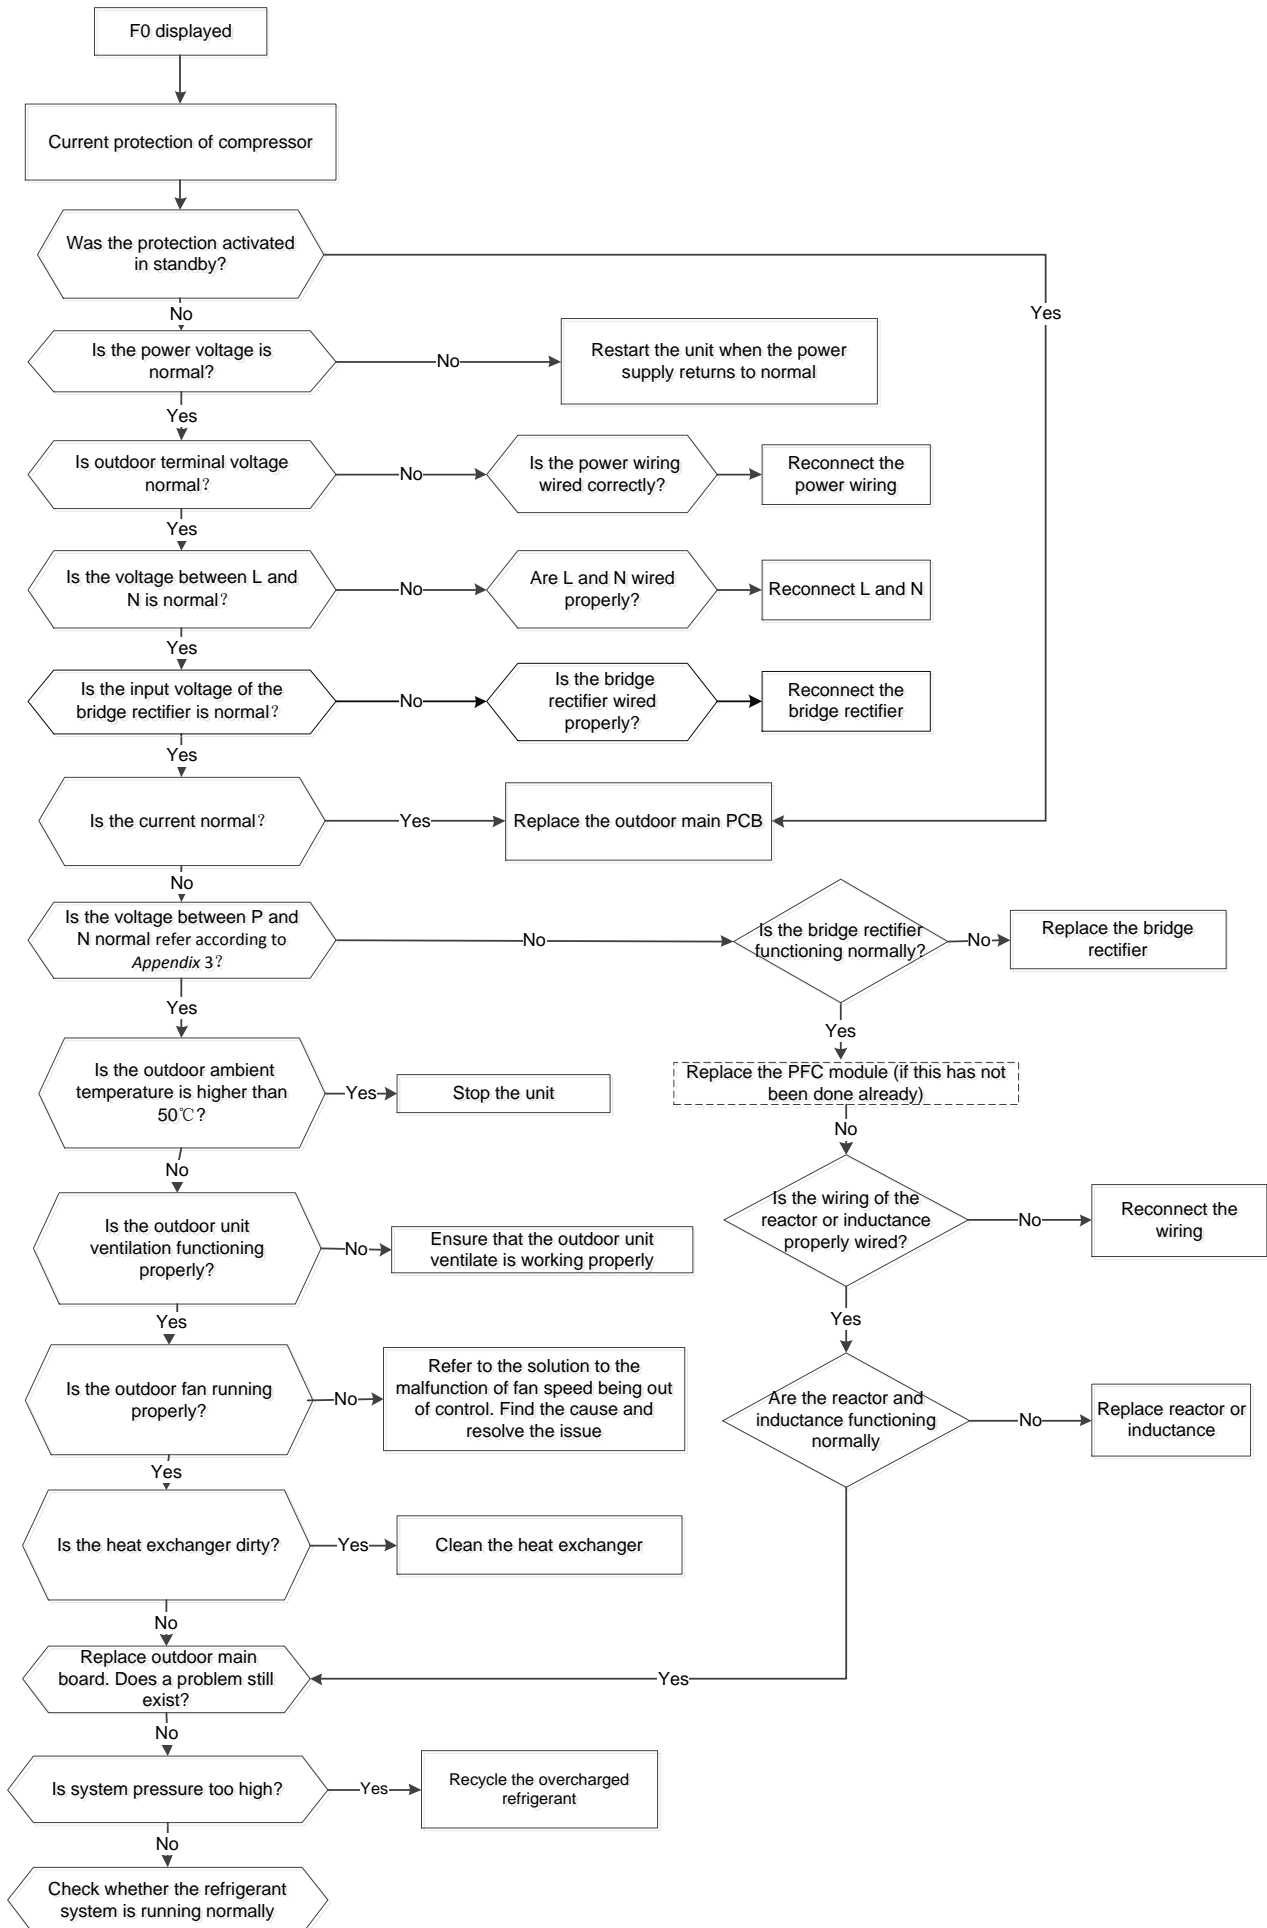 F0 displayed
Current protection of compressor
Was the protection activated
in standby?
Yes
No
Is the power voltage is
normal?
No
Restart the unit when the power
supply returns to normal
Yes
Is outdoor terminal voltage
normal？
No
Is the power wiring
wired correctly?
Reconnect the
power wiring
Yes
Is the voltage between L and
N is normal？
No
Are L and N wired
properly?
Reconnect L and N
Yes
Is the input voltage of the
bridge rectifier is normal？
No
Is the bridge
rectifier wired
properly?
Reconnect the
bridge rectifier
Yes
Is the current normal？
Yes
Replace the outdoor main PCB
No
Is the voltage between P and
N normal refer according to
Appendix 3？
No
Is the bridge rectifier
functioning normally?
No
Replace the bridge
rectifier
Yes
Yes
Is the outdoor ambient
temperature is higher than
50℃?
Yes
Stop the unit
Replace the PFC module (if this has not
been done already)
No
No
Is the outdoor unit
ventilation functioning
properly?
No
Ensure that the outdoor unit
ventilate is working properly
Is the wiring of the
reactor or inductance
properly wired?
No
Reconnect the
wiring
Yes
Yes
Is the outdoor fan running
properly?
No
Refer to the solution to the
malfunction of fan speed being out
of control. Find the cause and
resolve the issue
Are the reactor and
inductance functioning
normally
No
Replace reactor or
inductance
Yes
Is the heat exchanger dirty?
Yes
Clean the heat exchanger
No
Replace outdoor main
board. Does a problem still
exist?
Yes
No
Is system pressure too high?
Yes
Recycle the overcharged
refrigerant
No
Check whether the refrigerant
system is running normally